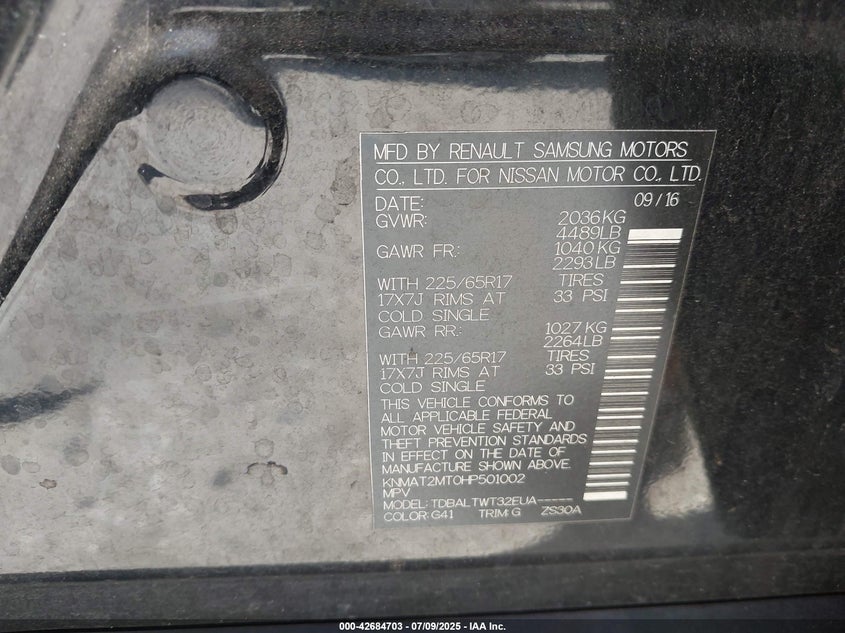 MFD BY RENAULT SAMSUNG MOTORS
CO., LTD. FOR NISSAN MOTOR CO., LTD.
DATE: 09/16
GVWR: 2036KG
4489LB
GAWR FR.: 1040KG
2293LB
WITH 225/65R17 TIRES
17X7J RIMS AT 33 PSI
COLD SINGLE
GAWR RR.: 1027KG
2264LB
WITH 225/65R17 TIRES
17X7J RIMS AT 33 PSI
COLD SINGLE
THIS VEHICLE CONFORMS TO
ALL APPLICABLE FEDERAL
MOTOR VEHICLE SAFETY AND
THEFT PREVENTION STANDARDS
IN EFFECT ON THE DATE OF
MANUFACTURE SHOWN ABOVE.
KNMAT2MT0HP501002
MPV
MODEL: TDBALTWT32EUA-----
COLOR: G41 TRIM: G ZS30A
000-42684703 - 07/09/2025 - IAA Inc.